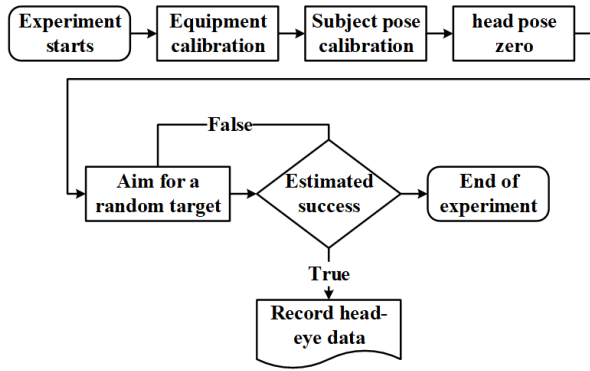 Experiment
starts
Equipment
calibration
Subject pose
calibration
head pose
zero
False
Aim for a
random target
Estimated
success
End of
experiment
True
Record head-
eye data